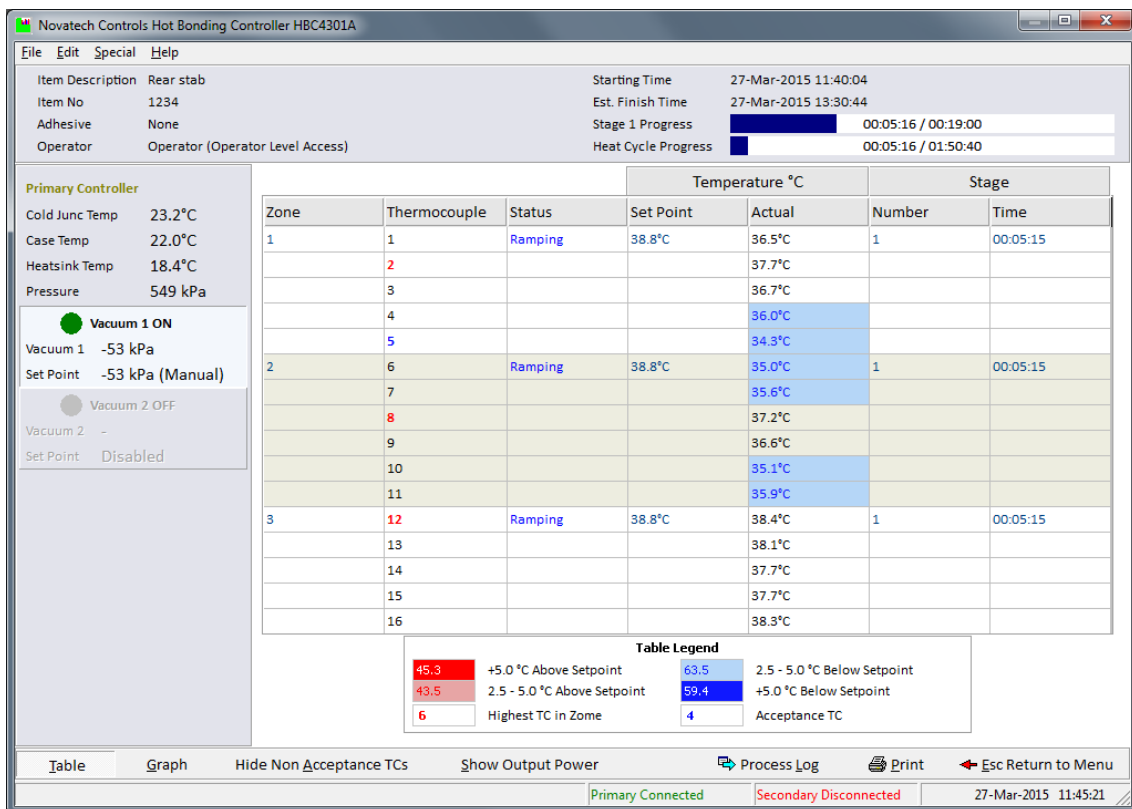 Novatech Controls Hot Bonding Controller HBC4301A
File Edit Special Help
Item Description Rear stab Starting Time 27-Mar-2015 11:40:04
Item No 1234 Est. Finish Time 27-Mar-2015 13:30:44
Adhesive None Stage 1 Progress 00:05:16 / 00:19:00
Operator Operator (Operator Level Access) Heat Cycle Progress 00:05:16 / 01:50:40
Primary Controller
Cold Junc Temp 23.2°C
Case Temp 22.0°C
Heatsink Temp 18.4°C
Pressure 549 kPa
Vacuum 1 ON
Vacuum 1 -53 kPa
Set Point -53 kPa (Manual)
Vacuum 2 OFF
Vacuum 2 -
Set Point Disabled
Temperature °C Stage
Zone Thermocouple Status Set Point Actual Number Time
1 1 Ramping 38.8°C 36.5°C 1 00:05:15
2 37.7°C
3 36.7°C
4 36.0°C
5 34.3°C
2 6 Ramping 38.8°C 35.0°C 1 00:05:15
7 35.6°C
8 37.2°C
9 36.6°C
10 35.1°C
11 35.9°C
3 12 Ramping 38.8°C 38.4°C 1 00:05:15
13 38.1°C
14 37.7°C
15 37.7°C
16 38.3°C
Table Legend
45.3 +5.0 °C Above Setpoint 63.5 2.5 - 5.0 °C Below Setpoint
43.5 2.5 - 5.0 °C Above Setpoint 59.4 +5.0 °C Below Setpoint
6 Highest TC in Zome 4 Acceptance TC
Table Graph Hide Non Acceptance TCs Show Output Power Process Log Print Esc Return to Menu
Primary Connected Secondary Disconnected 27-Mar-2015 11:45:21